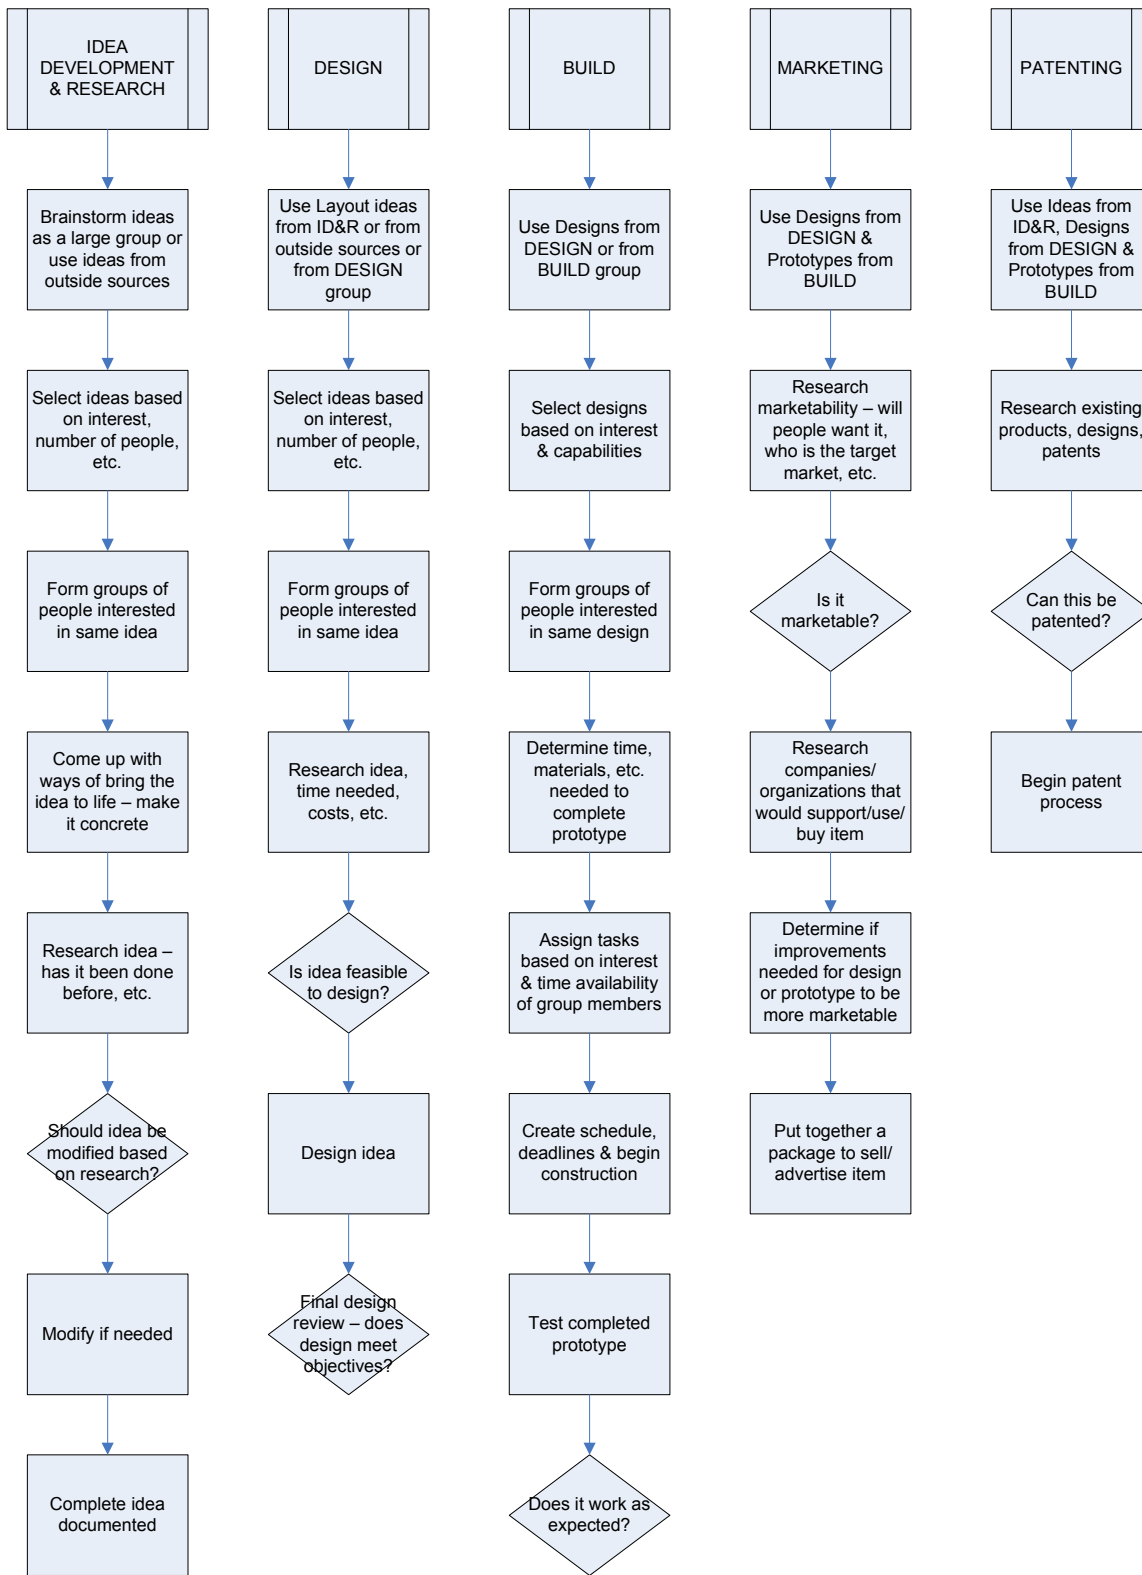 IDEA
DEVELOPMENT
& RESEARCH
Brainstorm ideas
as a large group or
use ideas from
outside sources
Select ideas based
on interest,
number of people,
etc.
Form groups of
people interested
in same idea
Come up with
ways of bring the
idea to life – make
it concrete
Research idea –
has it been done
before, etc.
Should idea be
modified based
on research?
Modify if needed
Complete idea
documented
DESIGN
Use Layout ideas
from ID&R or from
outside sources or
from DESIGN
group
Select ideas based
on interest,
number of people,
etc.
Form groups of
people interested
in same idea
Research idea,
time needed,
costs, etc.
Is idea feasible
to design?
Design idea
Final design
review – does
design meet
objectives?
BUILD
Use Designs from
DESIGN or from
BUILD group
Select designs
based on interest
& capabilities
Form groups of
people interested
in same design
Determine time,
materials, etc.
needed to
complete
prototype
Assign tasks
based on interest
& time availability
of group members
Create schedule,
deadlines & begin
construction
Test completed
prototype
Does it work as
expected?
MARKETING
Use Designs from
DESIGN &
Prototypes from
BUILD
Research
marketability – will
people want it,
who is the target
market, etc.
Is it
marketable?
Research
companies/
organizations that
would support/use/
buy item
Determine if
improvements
needed for design
or prototype to be
more marketable
Put together a
package to sell/
advertise item
PATENTING
Use Ideas from
ID&R, Designs
from DESIGN &
Prototypes from
BUILD
Research existing
products, designs,
patents
Can this be
patented?
Begin patent
process